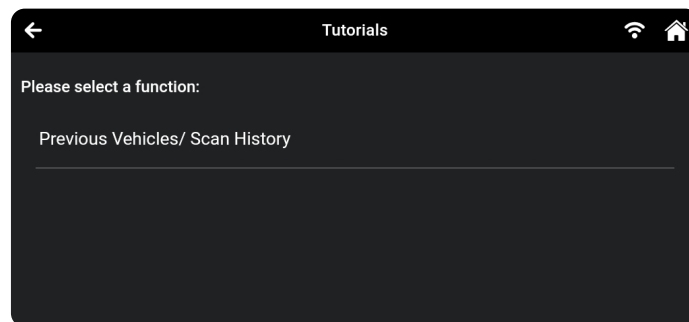 Tutorials
Please select a function:
Previous Vehicles/ Scan History